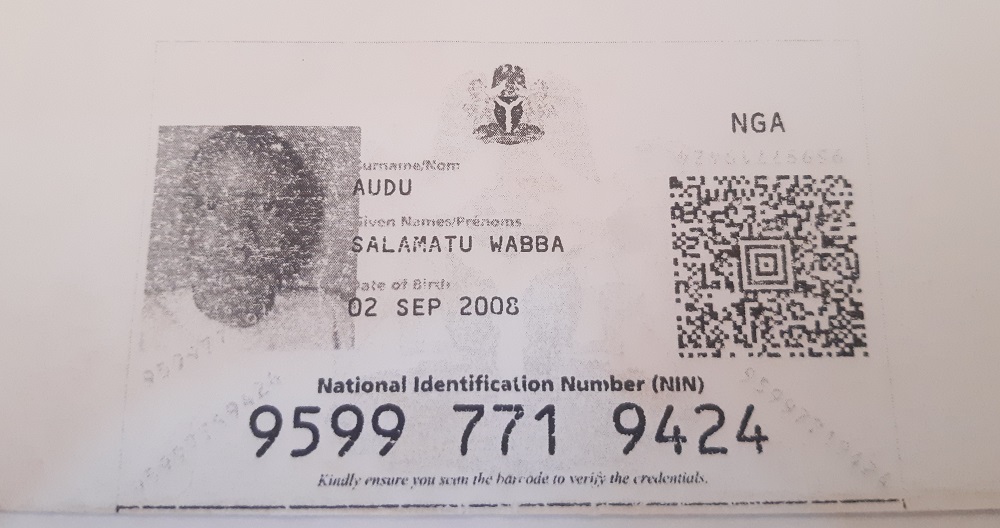 NGA
Surname/Nom
AUDU
Given Names/Prénoms
SALAMATU WABBA
Date of Birth
02 SEP 2008
National Identification Number (NIN)
9599 771 9424
Kindly ensure you scan the barcode to verify the credentials.